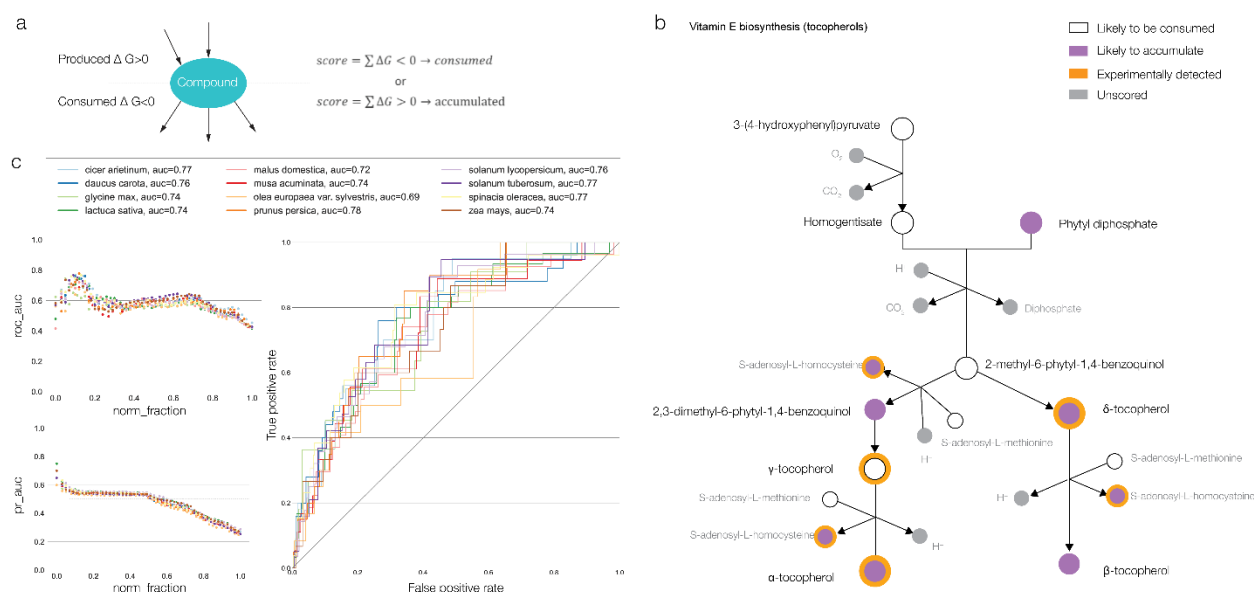 a
Produced Δ G>0
Consumed Δ G<0
Compound
score = ∑ ΔG < 0 → consumed
or
score = ∑ ΔG > 0 → accumulated
b
Vitamin E biosynthesis (tocopherols)
Likely to be consumed
Likely to accumulate
Experimentally detected
Unscored
3-(4-hydroxyphenyl)pyruvate
O₂
CO₂
Homogentisate
Phytyl diphosphate
H
CO₂
Diphosphate
S-adenosyl-L-homocysteine
2-methyl-6-phytyl-1,4-benzoquinol
2,3-dimethyl-6-phytyl-1,4-benzoquinol
S-adenosyl-L-methionine
H⁻
δ-tocopherol
γ-tocopherol
S-adenosyl-L-methionine
S-adenosyl-L-methionine
H⁻
S-adenosyl-L-homocysteine
S-adenosyl-L-homocysteine
H⁻
α-tocopherol
β-tocopherol
c
cicer arietinum, auc=0.77
daucus carota, auc=0.76
glycine max, auc=0.74
lactuca sativa, auc=0.74
malus domestica, auc=0.72
musa acuminata, auc=0.74
olea europaea var. sylvestris, auc=0.69
prunus persica, auc=0.78
solanum lycopersicum, auc=0.76
solanum tuberosum, auc=0.77
spinacia oleracea, auc=0.77
zea mays, auc=0.74
1.0
0.8
0.6
0.4
0.2
0.0
roc_auc
0.0 0.2 0.4 0.6 0.8 1.0
norm_fraction
1.0
0.8
0.6
0.4
0.2
0.0
pr_auc
0.0 0.2 0.4 0.6 0.8 1.0
norm_fraction
1.0
0.8
0.6
0.4
0.2
0.0
True positive rate
0.0 0.2 0.4 0.6 0.8 1.0
False positive rate